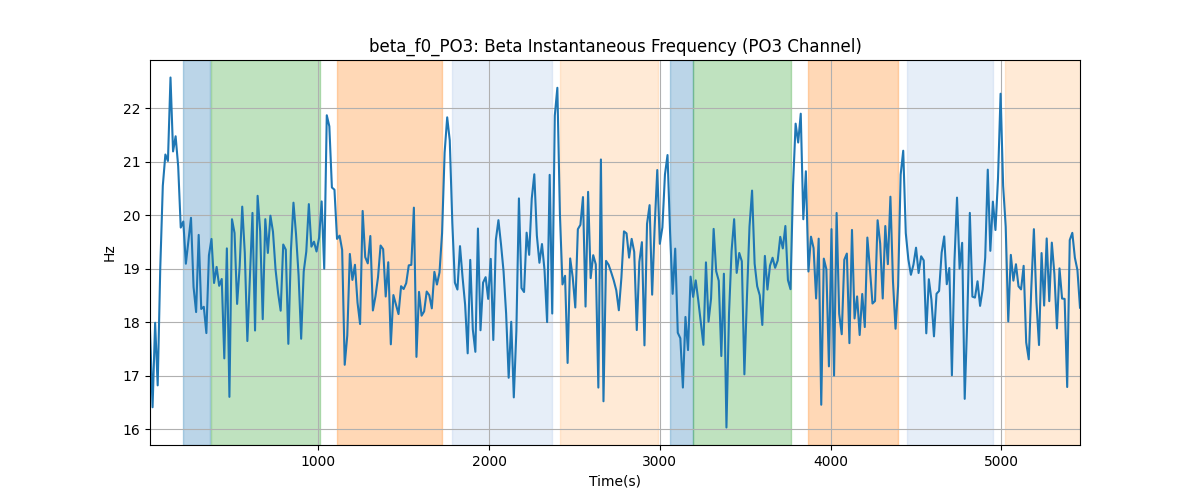 beta_f0_PO3: Beta Instantaneous Frequency (PO3 Channel)
22
21
20
19
18
17
16
Hz
1000 2000 3000 4000 5000
Time(s)